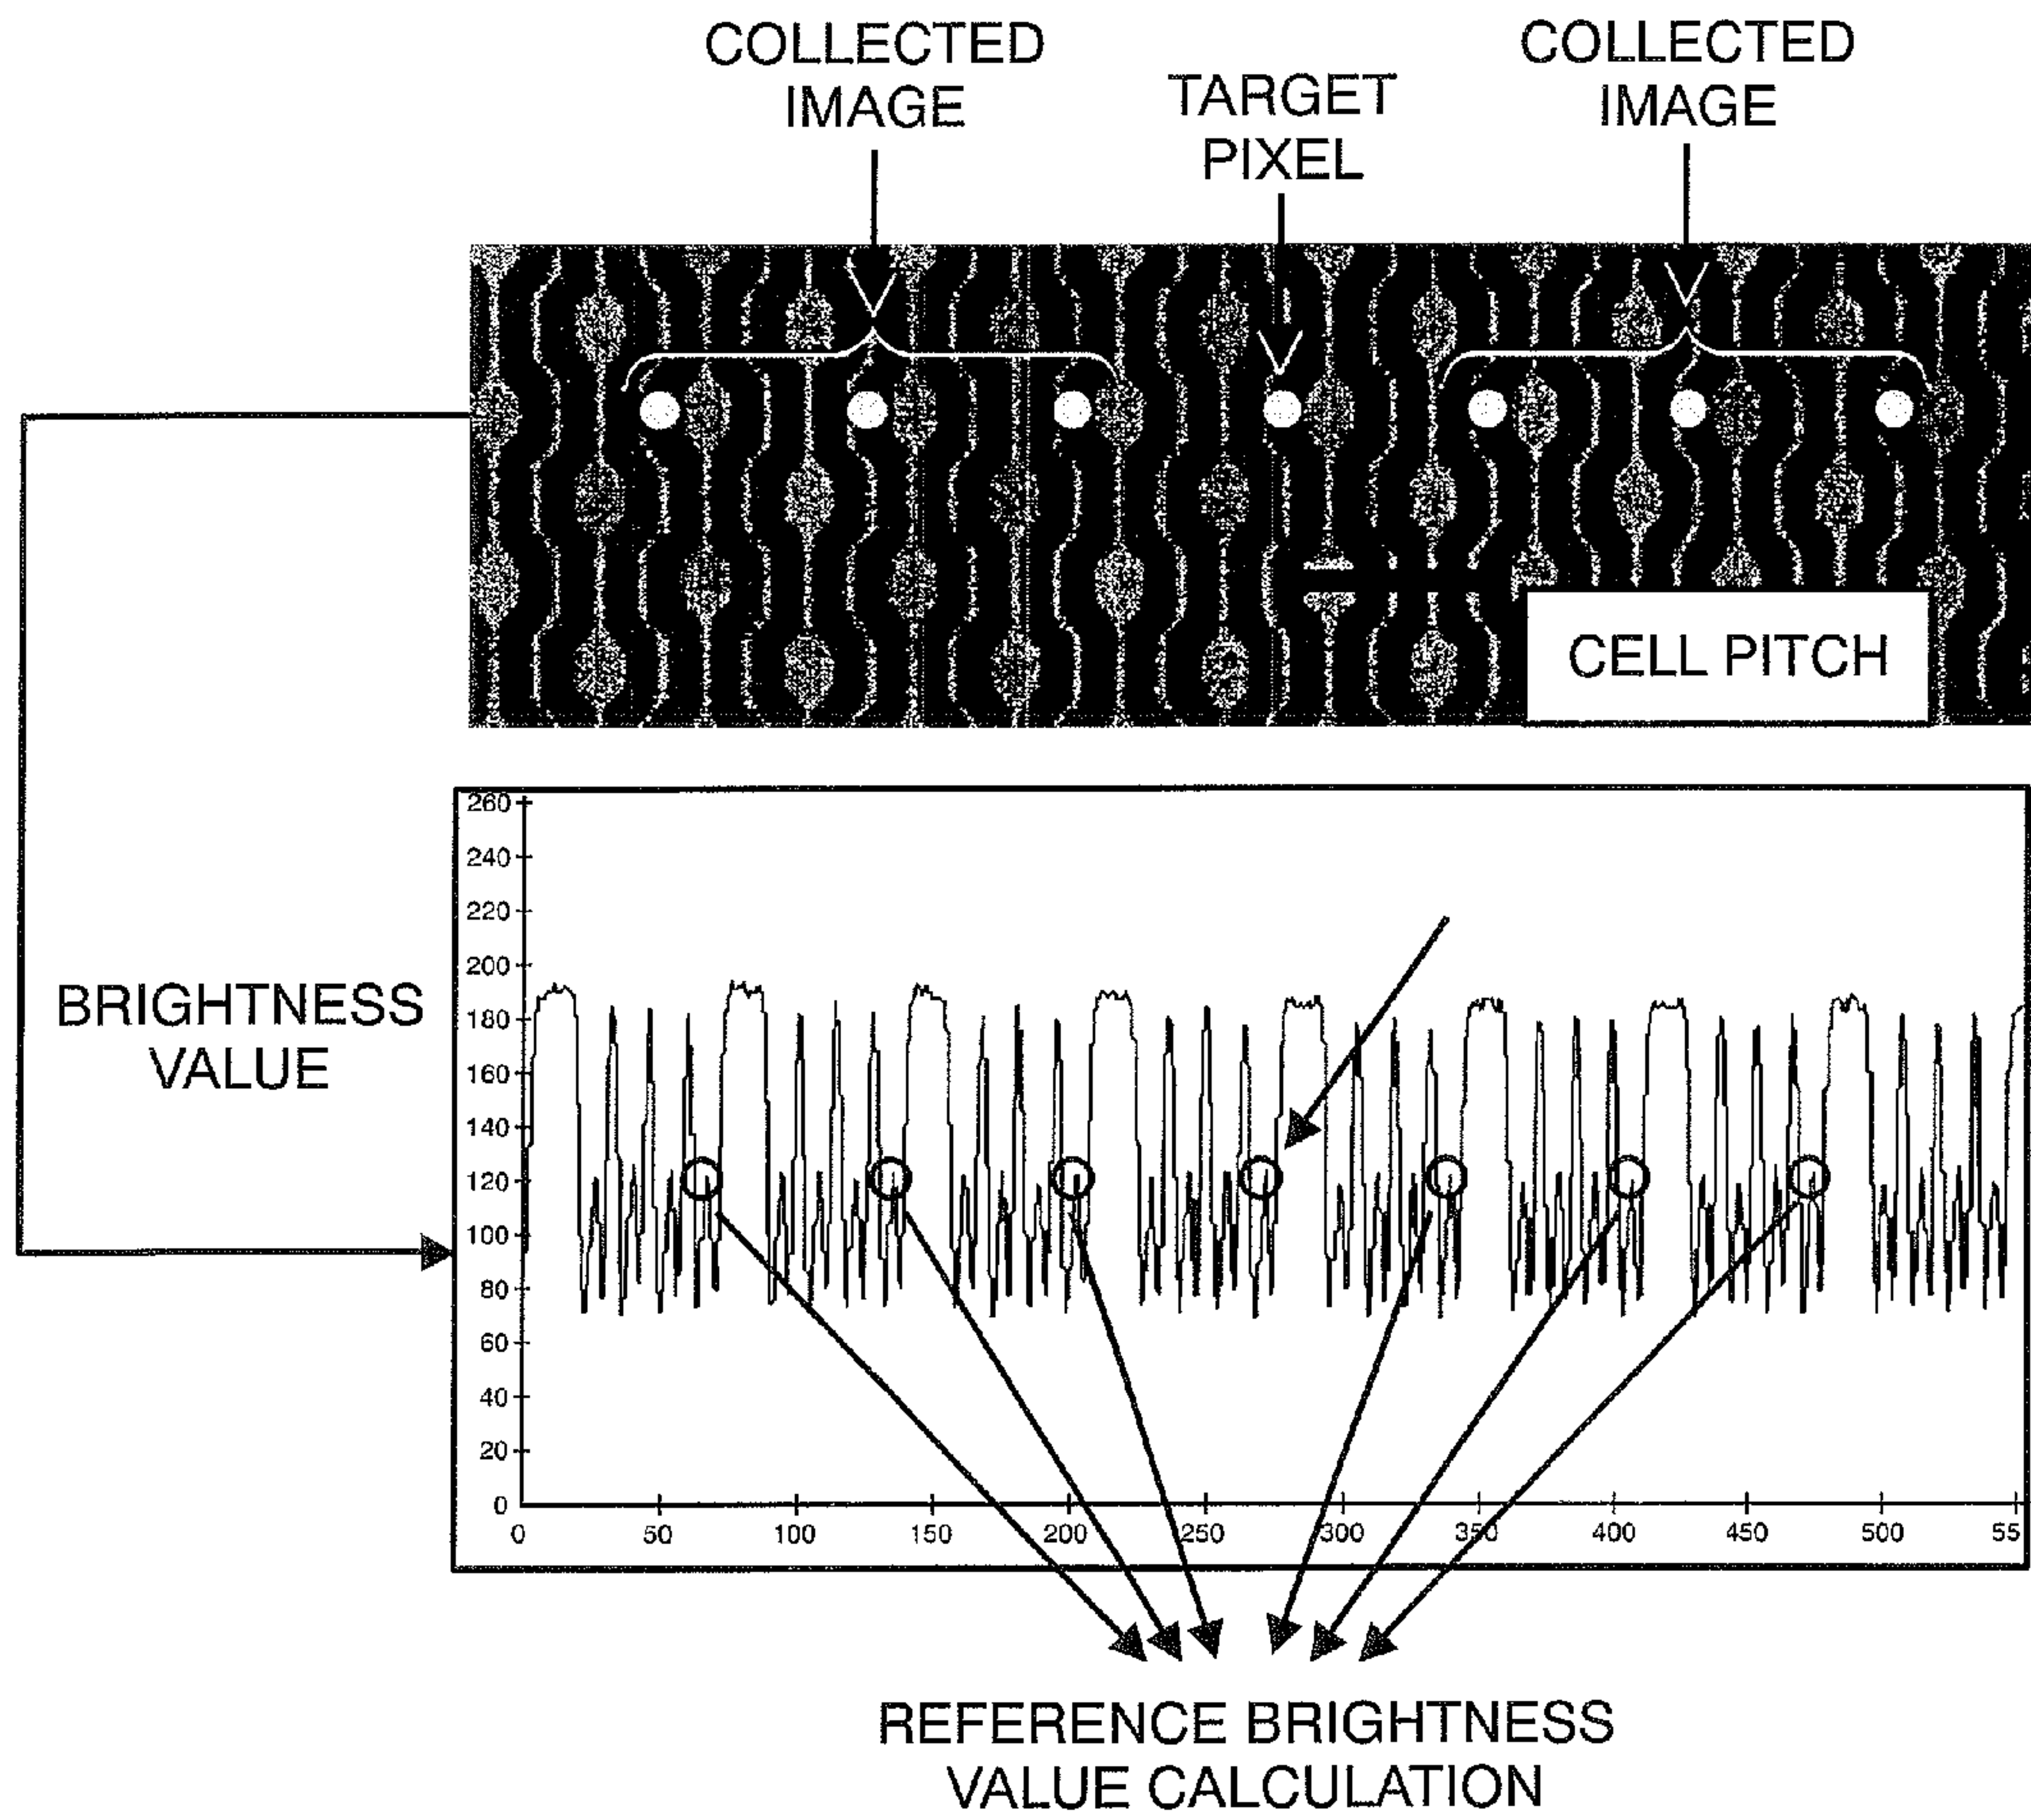 COLLECTED
IMAGE
TARGET
PIXEL
COLLECTED
IMAGE
CELL PITCH
BRIGHTNESS
VALUE
260
240
220
200
180
160
140
120
100
80
60
40
20
0
0 50 100 150 200 250 300 350 400 450 500 55
REFERENCE BRIGHTNESS
VALUE CALCULATION